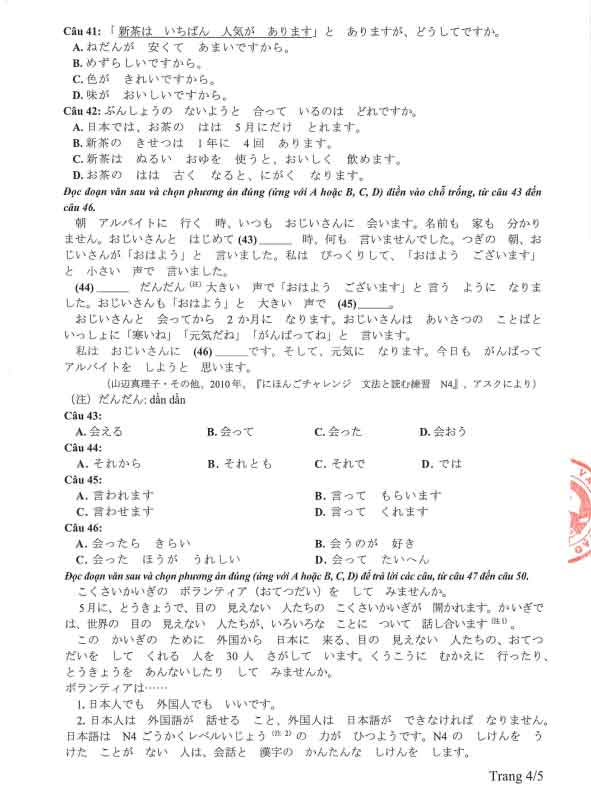 Câu 41: 「 新茶は いちばん 人気が あります」と ありますが、どうしてですか。
A. ねだんが 安くて あまいですから。
B. めずらしいですから。
C. 色が きれいですから。
D. 味が おいしいですから。
Câu 42: ぶんしょうの ないようと 合って いるのは どれですか。
A. 日本では、お茶の はは 5月にだけ とれます。
B. 新茶の きせつは 1年に 4回 あります。
C. 新茶は ぬるい おゆを 使うと、おいしく 飲めます。
D. お茶の はは 古く なると、にがく なります。
Đọc đoạn văn sau và chọn phương án đúng (ứng với A hoặc B, C, D) điền vào chỗ trống, từ câu 43 đến
câu 46.
朝 アルバイトに 行く 時、いつも おじいさんに 会います。名前も 家も 分かり
ません。おじいさんと はじめて (43)______ 時、何も 言いませんでした。つぎの 朝、お
じいさんが「おはよう」と 言いました。私は びっくりして、「おはよう ございます」
と 小さい 声で 言いました。
(44)______ だんだん (注) 大きい 声で「おはよう ございます」と 言う ように なりま
した。おじいさんも「おはよう」と 大きい 声で (45)______。
おじいさんと 会ってから 2か月に なります。おじいさんは あいさつの ことばと
いっしょに「寒いね」「元気だね」「がんばってね」と 言います。
私は おじいさんに (46)______です。そして、元気に なります。今日も がんばって
アルバイトを しようと 思います。
(山辺真理子・その他、2010年、『にほんごチャレンジ 文法と読む練習 N4』、アスクにより)
(注) だんだん: dần dần
Câu 43:
A. 会える B. 会って C. 会った D. 会おう
Câu 44:
A. それから B. それとも C. それで D. では
Câu 45:
A. 言われます B. 言って もらいます
C. 言わせます D. 言って くれます
Câu 46:
A. 会ったら きらい B. 会うのが 好き
C. 会った ほうが うれしい D. 会って たいへん
Đọc đoạn văn sau và chọn phương án đúng (ứng với A hoặc B, C, D) để trả lời các câu, từ câu 47 đến câu 50.
こくさいかいぎの ボランティア(おてつだい)を して みませんか。
5月に、とうきょうで、目の 見えない 人たちの こくさいかいぎが 開かれます。かいぎで
は、世界の 目の 見えない 人たちが、いろいろな ことに ついて 話し合います (注1)。
この かいぎの ために 外国から 日本に 来る、目の 見えない 人たちの、おてつ
だいを して くれる 人を 30人 さがして います。くうこうに むかえに 行ったり、
とうきょうを あんないしたり して みませんか。
ボランティアは……
1. 日本人でも 外国人でも いいです。
2. 日本人は 外国語が 話せる こと、外国人は 日本語が できなければ なりません。
日本語は N4 ごうかくレベルいじょう (注 2) の 力が ひつようです。N4の しけんを う
けた ことが ない 人は、会話と 漢字の かんたんな しけんを します。
Trang 4/5